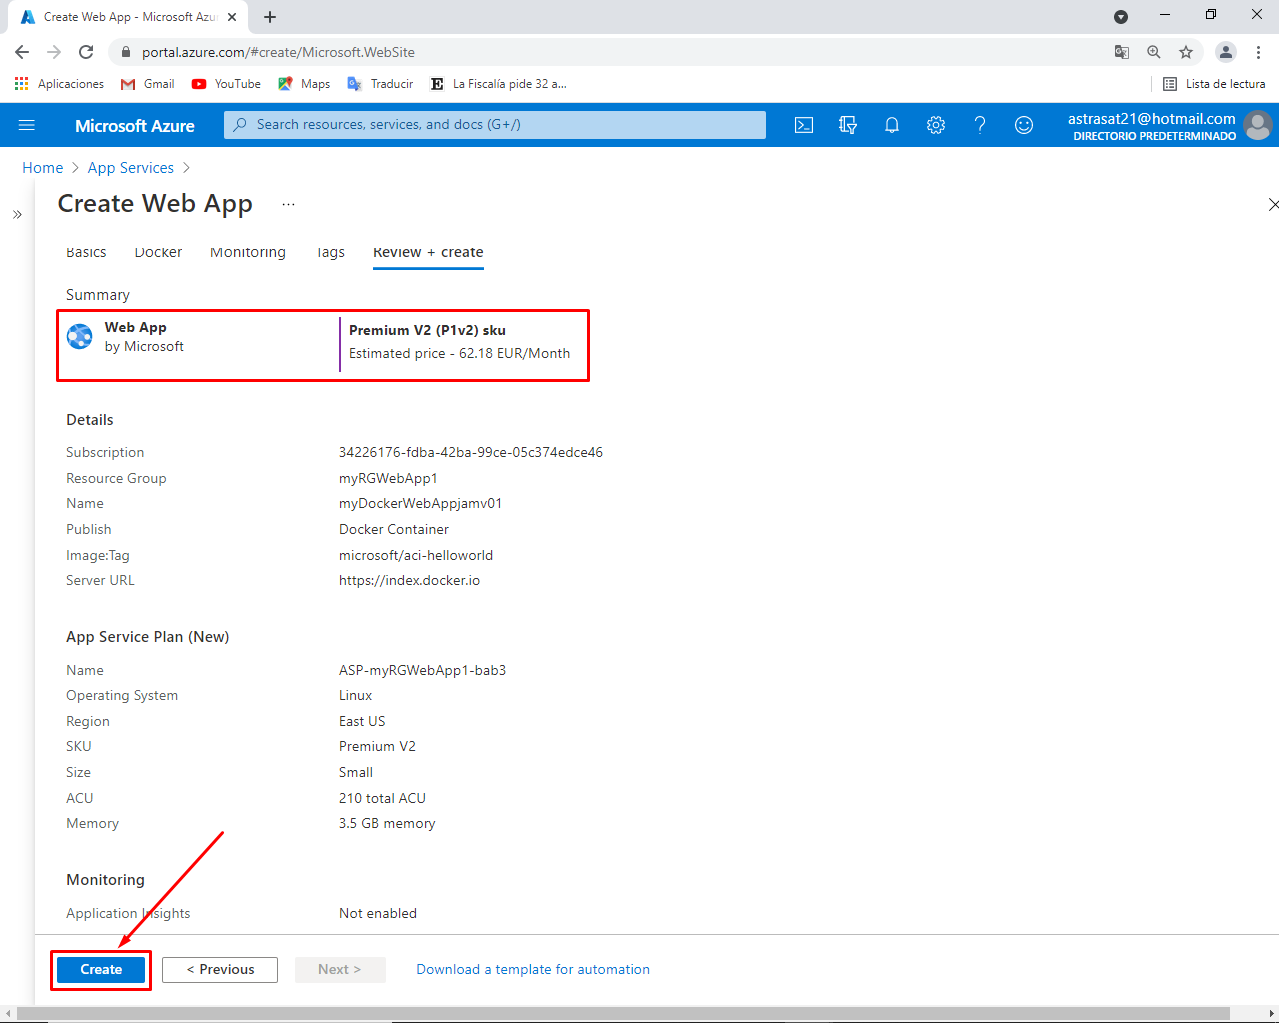 Create Web App - Microsoft Azu
portal.azure.com/#create/Microsoft.WebSite
Aplicaciones Gmail YouTube Maps Traducir La Fiscalía pide 32 a... Lista de lectura
Microsoft Azure Search resources, services, and docs (G+/) astrasat21@hotmail.com
DIRECTORIO PREDETERMINADO
Home > App Services >
Create Web App ...
Basics Docker Monitoring Tags Review + create
Summary
Web App
by Microsoft
Premium V2 (P1v2) sku
Estimated price - 62.18 EUR/Month
Details
Subscription 34226176-fdba-42ba-99ce-05c374edce46
Resource Group myRGWebApp1
Name myDockerWebAppjamv01
Publish Docker Container
Image:Tag microsoft/aci-helloworld
Server URL https://index.docker.io
App Service Plan (New)
Name ASP-myRGWebApp1-bab3
Operating System Linux
Region East US
SKU Premium V2
Size Small
ACU 210 total ACU
Memory 3.5 GB memory
Monitoring
Application Insights Not enabled
Create < Previous Next > Download a template for automation